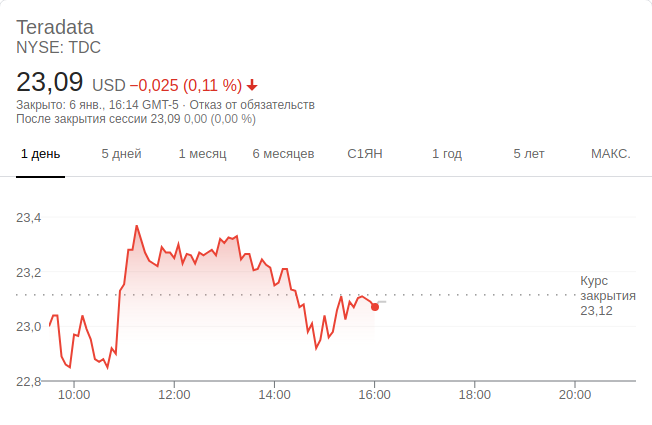 Teradata
NYSE: TDC
23,09 USD −0,025 (0,11 %)
Закрыто: 6 янв., 16:14 GMT-5 · Отказ от обязательств
После закрытия сессии 23,09 0,00 (0,00 %)
1 день 5 дней 1 месяц 6 месяцев С1ЯН 1 год 5 лет МАКС.
23,4
23,2
23,0
22,8
Курс
закрытия
23,12
10:00 12:00 14:00 16:00 18:00 20:00